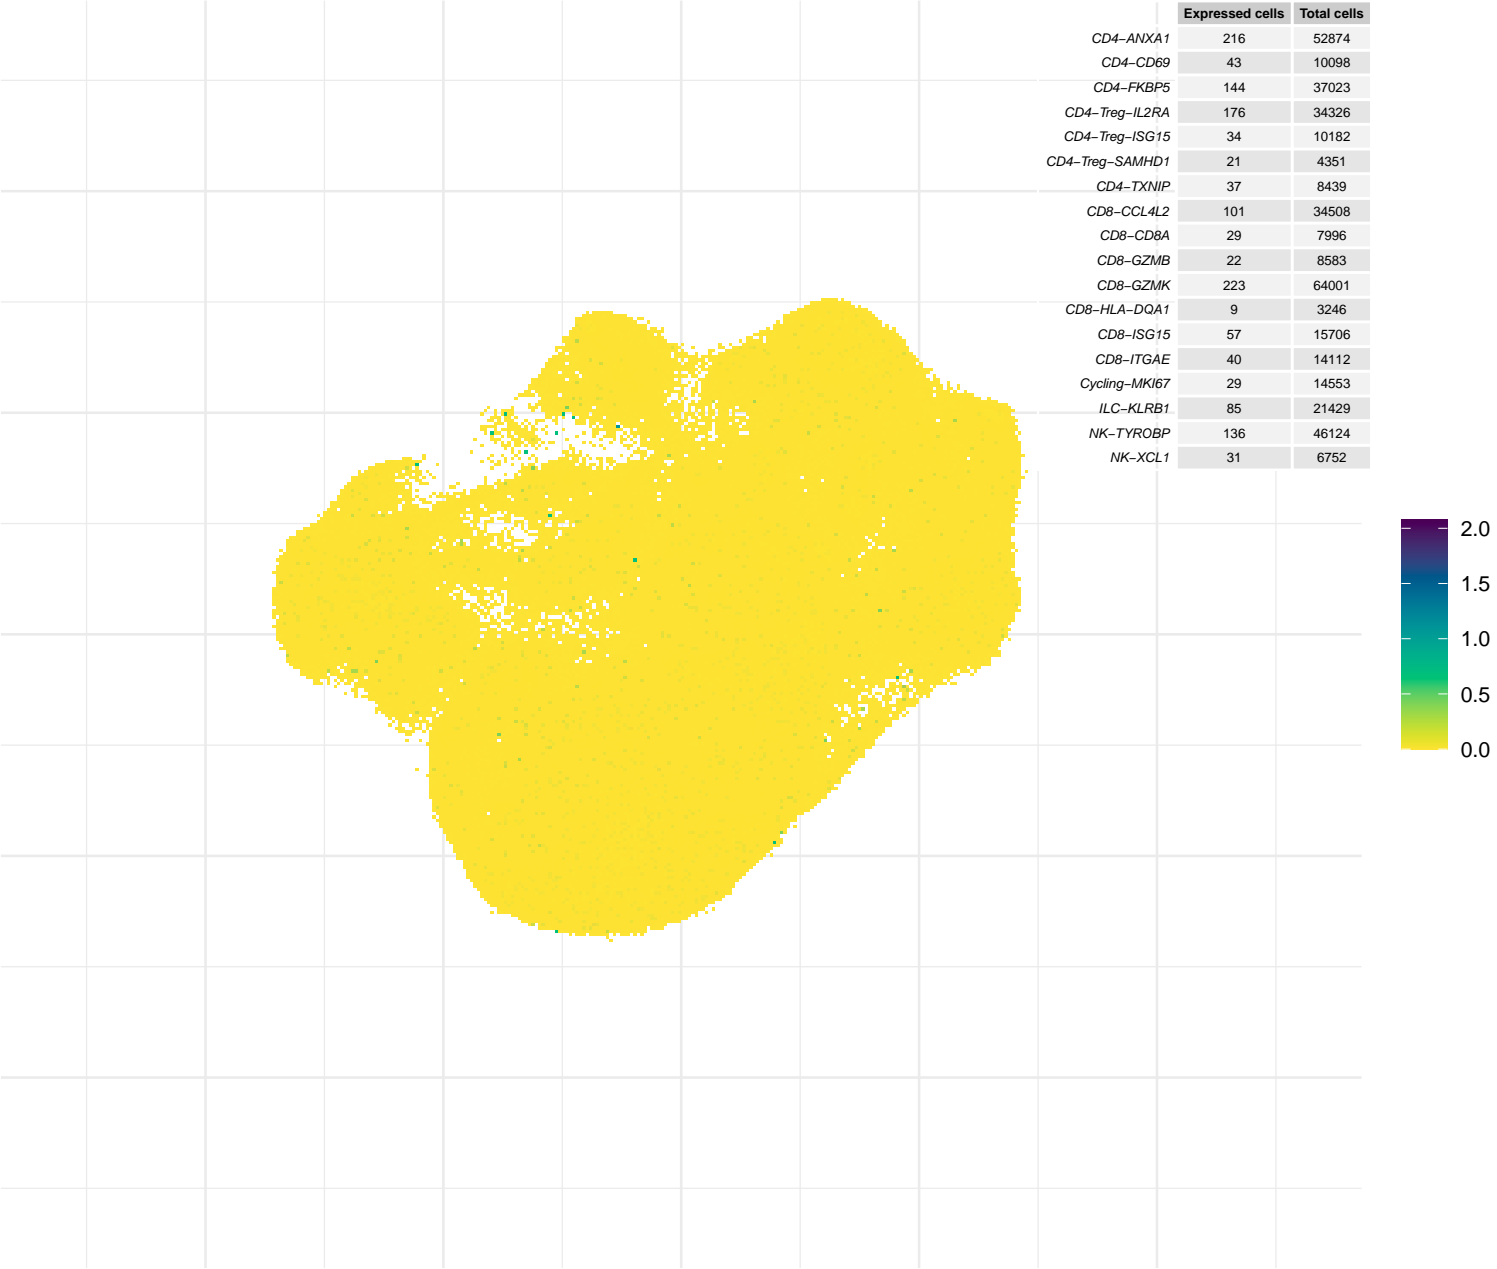 Expressed cells Total cells
CD4−ANXA1 216 52874
CD4−CD69 43 10098
CD4−FKBP5 144 37023
CD4−Treg−IL2RA 176 34326
CD4−Treg−ISG15 34 10182
CD4−Treg−SAMHD1 21 4351
CD4−TXNIP 37 8439
CD8−CCL4L2 101 34508
CD8−CD8A 29 7996
CD8−GZMB 22 8583
CD8−GZMK 223 64001
CD8−HLA−DQA1 9 3246
CD8−ISG15 57 15706
CD8−ITGAE 40 14112
Cycling−MKI67 29 14553
ILC−KLRB1 85 21429
NK−TYROBP 136 46124
NK−XCL1 31 6752
2.0
1.5
1.0
0.5
0.0